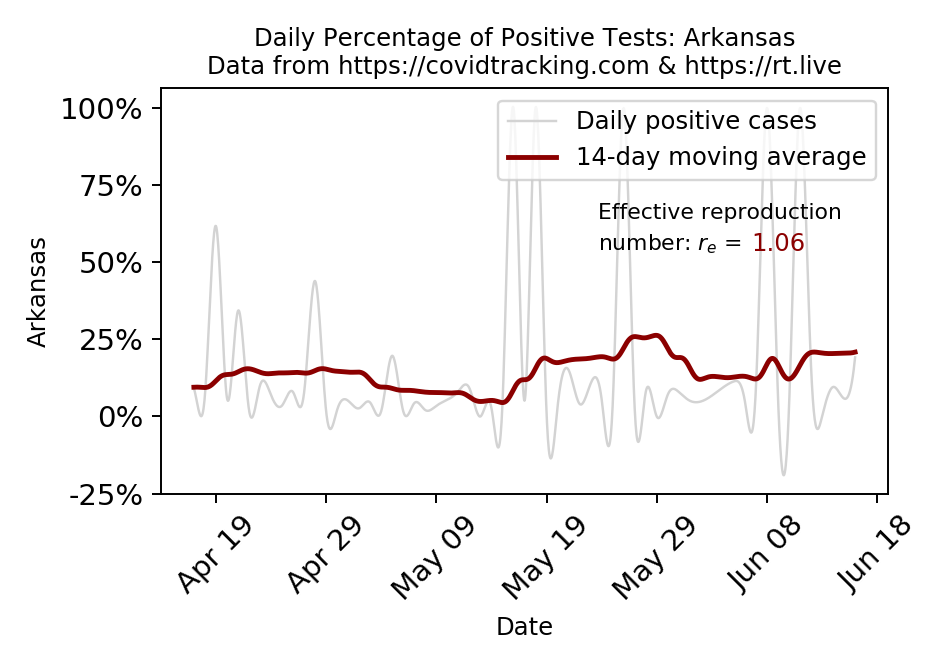 Daily Percentage of Positive Tests: Arkansas
Data from https://covidtracking.com & https://rt.live
100%
75%
50%
25%
0%
-25%
Arkansas
Daily positive cases
14-day moving average
Effective reproduction
number: rₑ = 1.06
Apr 19
Apr 29
May 09
May 19
May 29
Jun 08
Jun 18
Date